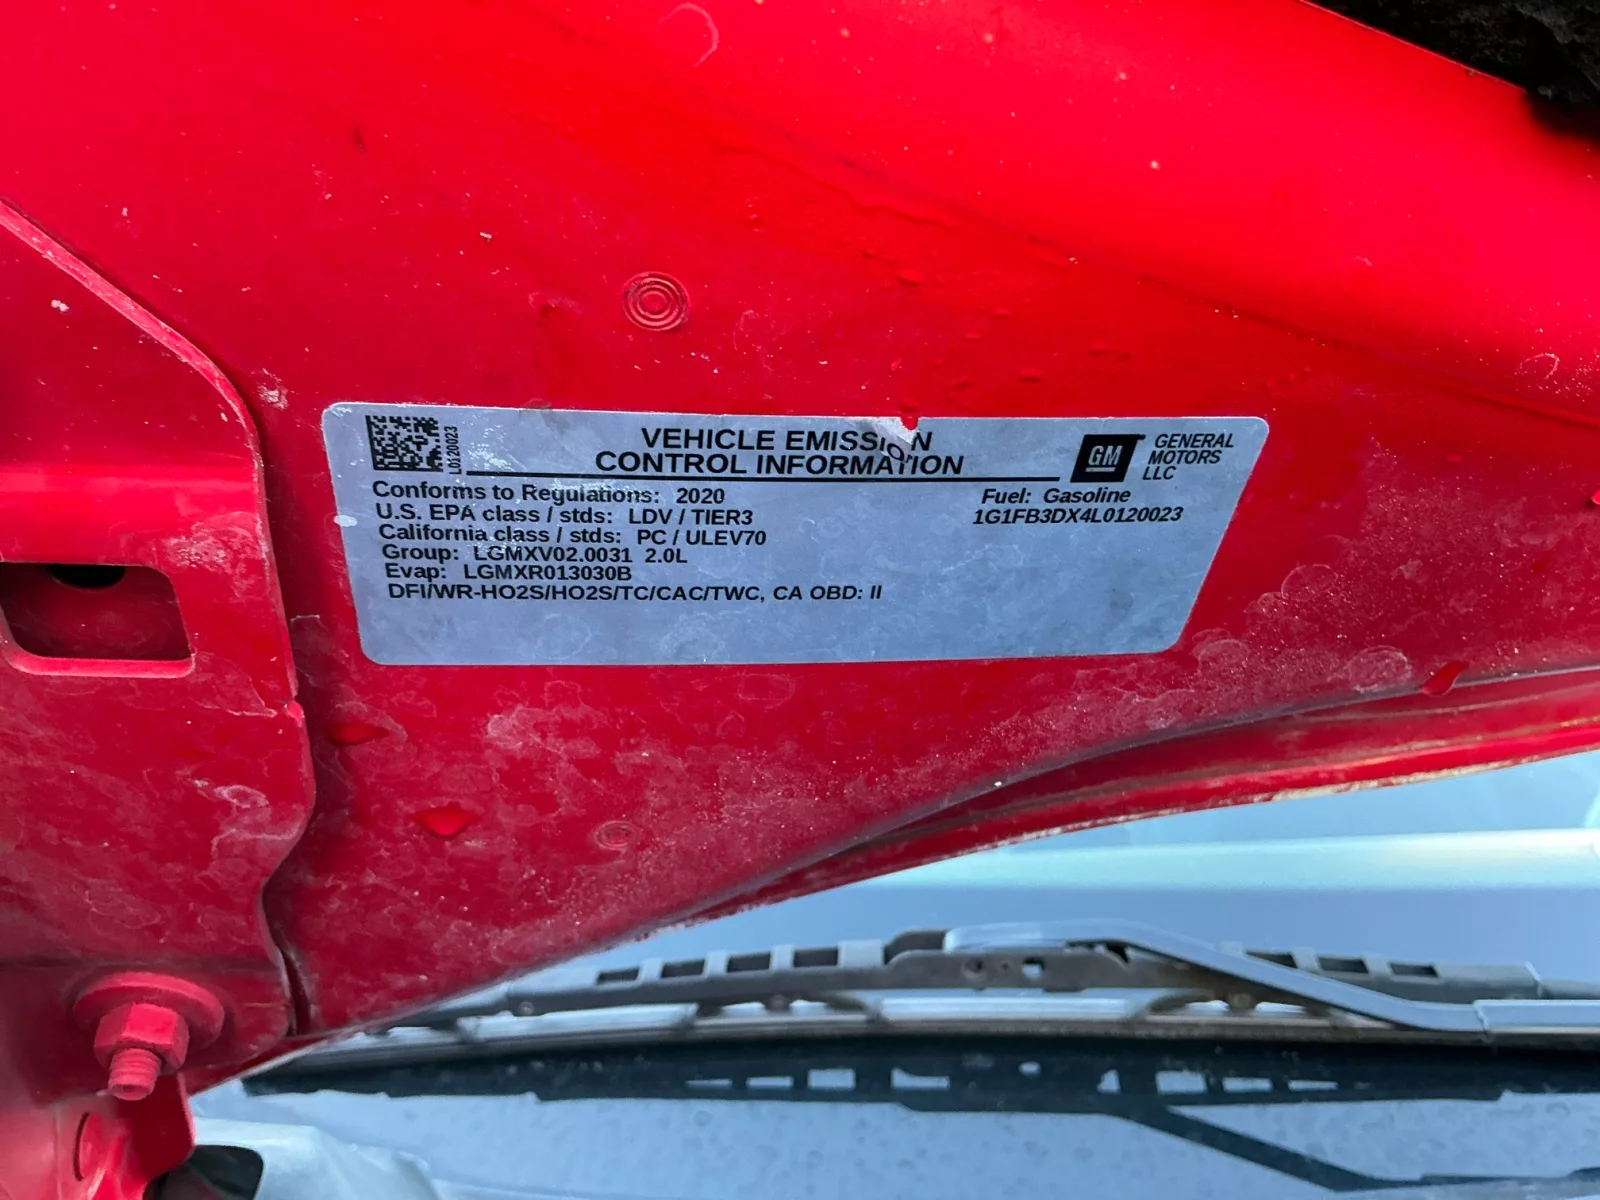 L0120023
VEHICLE EMISSION
CONTROL INFORMATION
GM
GENERAL
MOTORS
LLC
Conforms to Regulations: 2020
U.S. EPA class / stds: LDV / TIER3
California class / stds: PC / ULEV70
Group: LGMXV02.0031 2.0L
Evap: LGMXR013030B
DFI/WR-HO2S/HO2S/TC/CAC/TWC, CA OBD: II
Fuel: Gasoline
1G1FB3DX4L0120023